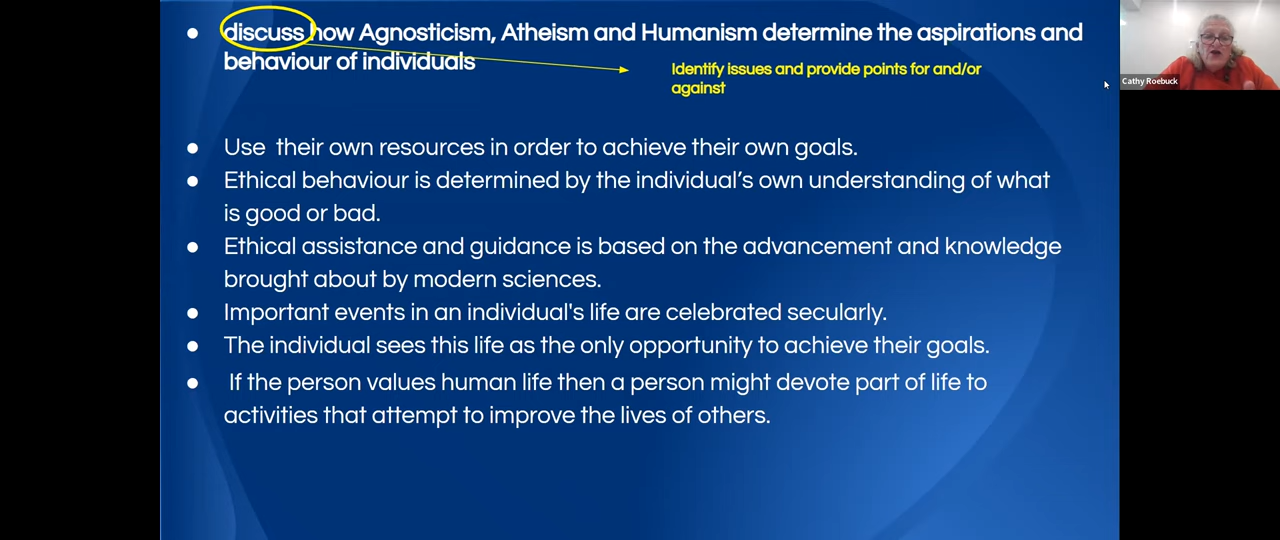 ● discuss how Agnosticism, Atheism and Humanism determine the aspirations and
behaviour of individuals
Identify issues and provide points for and/or
against
Cathy Roebuck
● Use their own resources in order to achieve their own goals.
● Ethical behaviour is determined by the individual's own understanding of what
is good or bad.
● Ethical assistance and guidance is based on the advancement and knowledge
brought about by modern sciences.
● Important events in an individual's life are celebrated secularly.
● The individual sees this life as the only opportunity to achieve their goals.
● If the person values human life then a person might devote part of life to
activities that attempt to improve the lives of others.